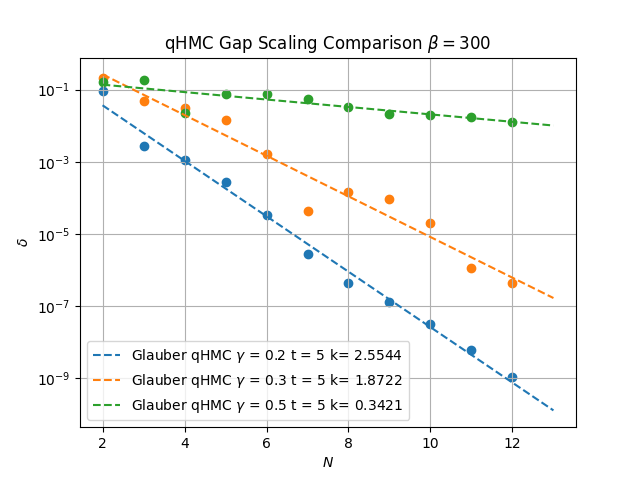 qHMC Gap Scaling Comparison β = 300
10⁻¹
10⁻³
10⁻⁵
10⁻⁷
10⁻⁹
δ
Glauber qHMC γ = 0.2 t = 5 k= 2.5544
Glauber qHMC γ = 0.3 t = 5 k= 1.8722
Glauber qHMC γ = 0.5 t = 5 k= 0.3421
2 4 6 8 10 12
N